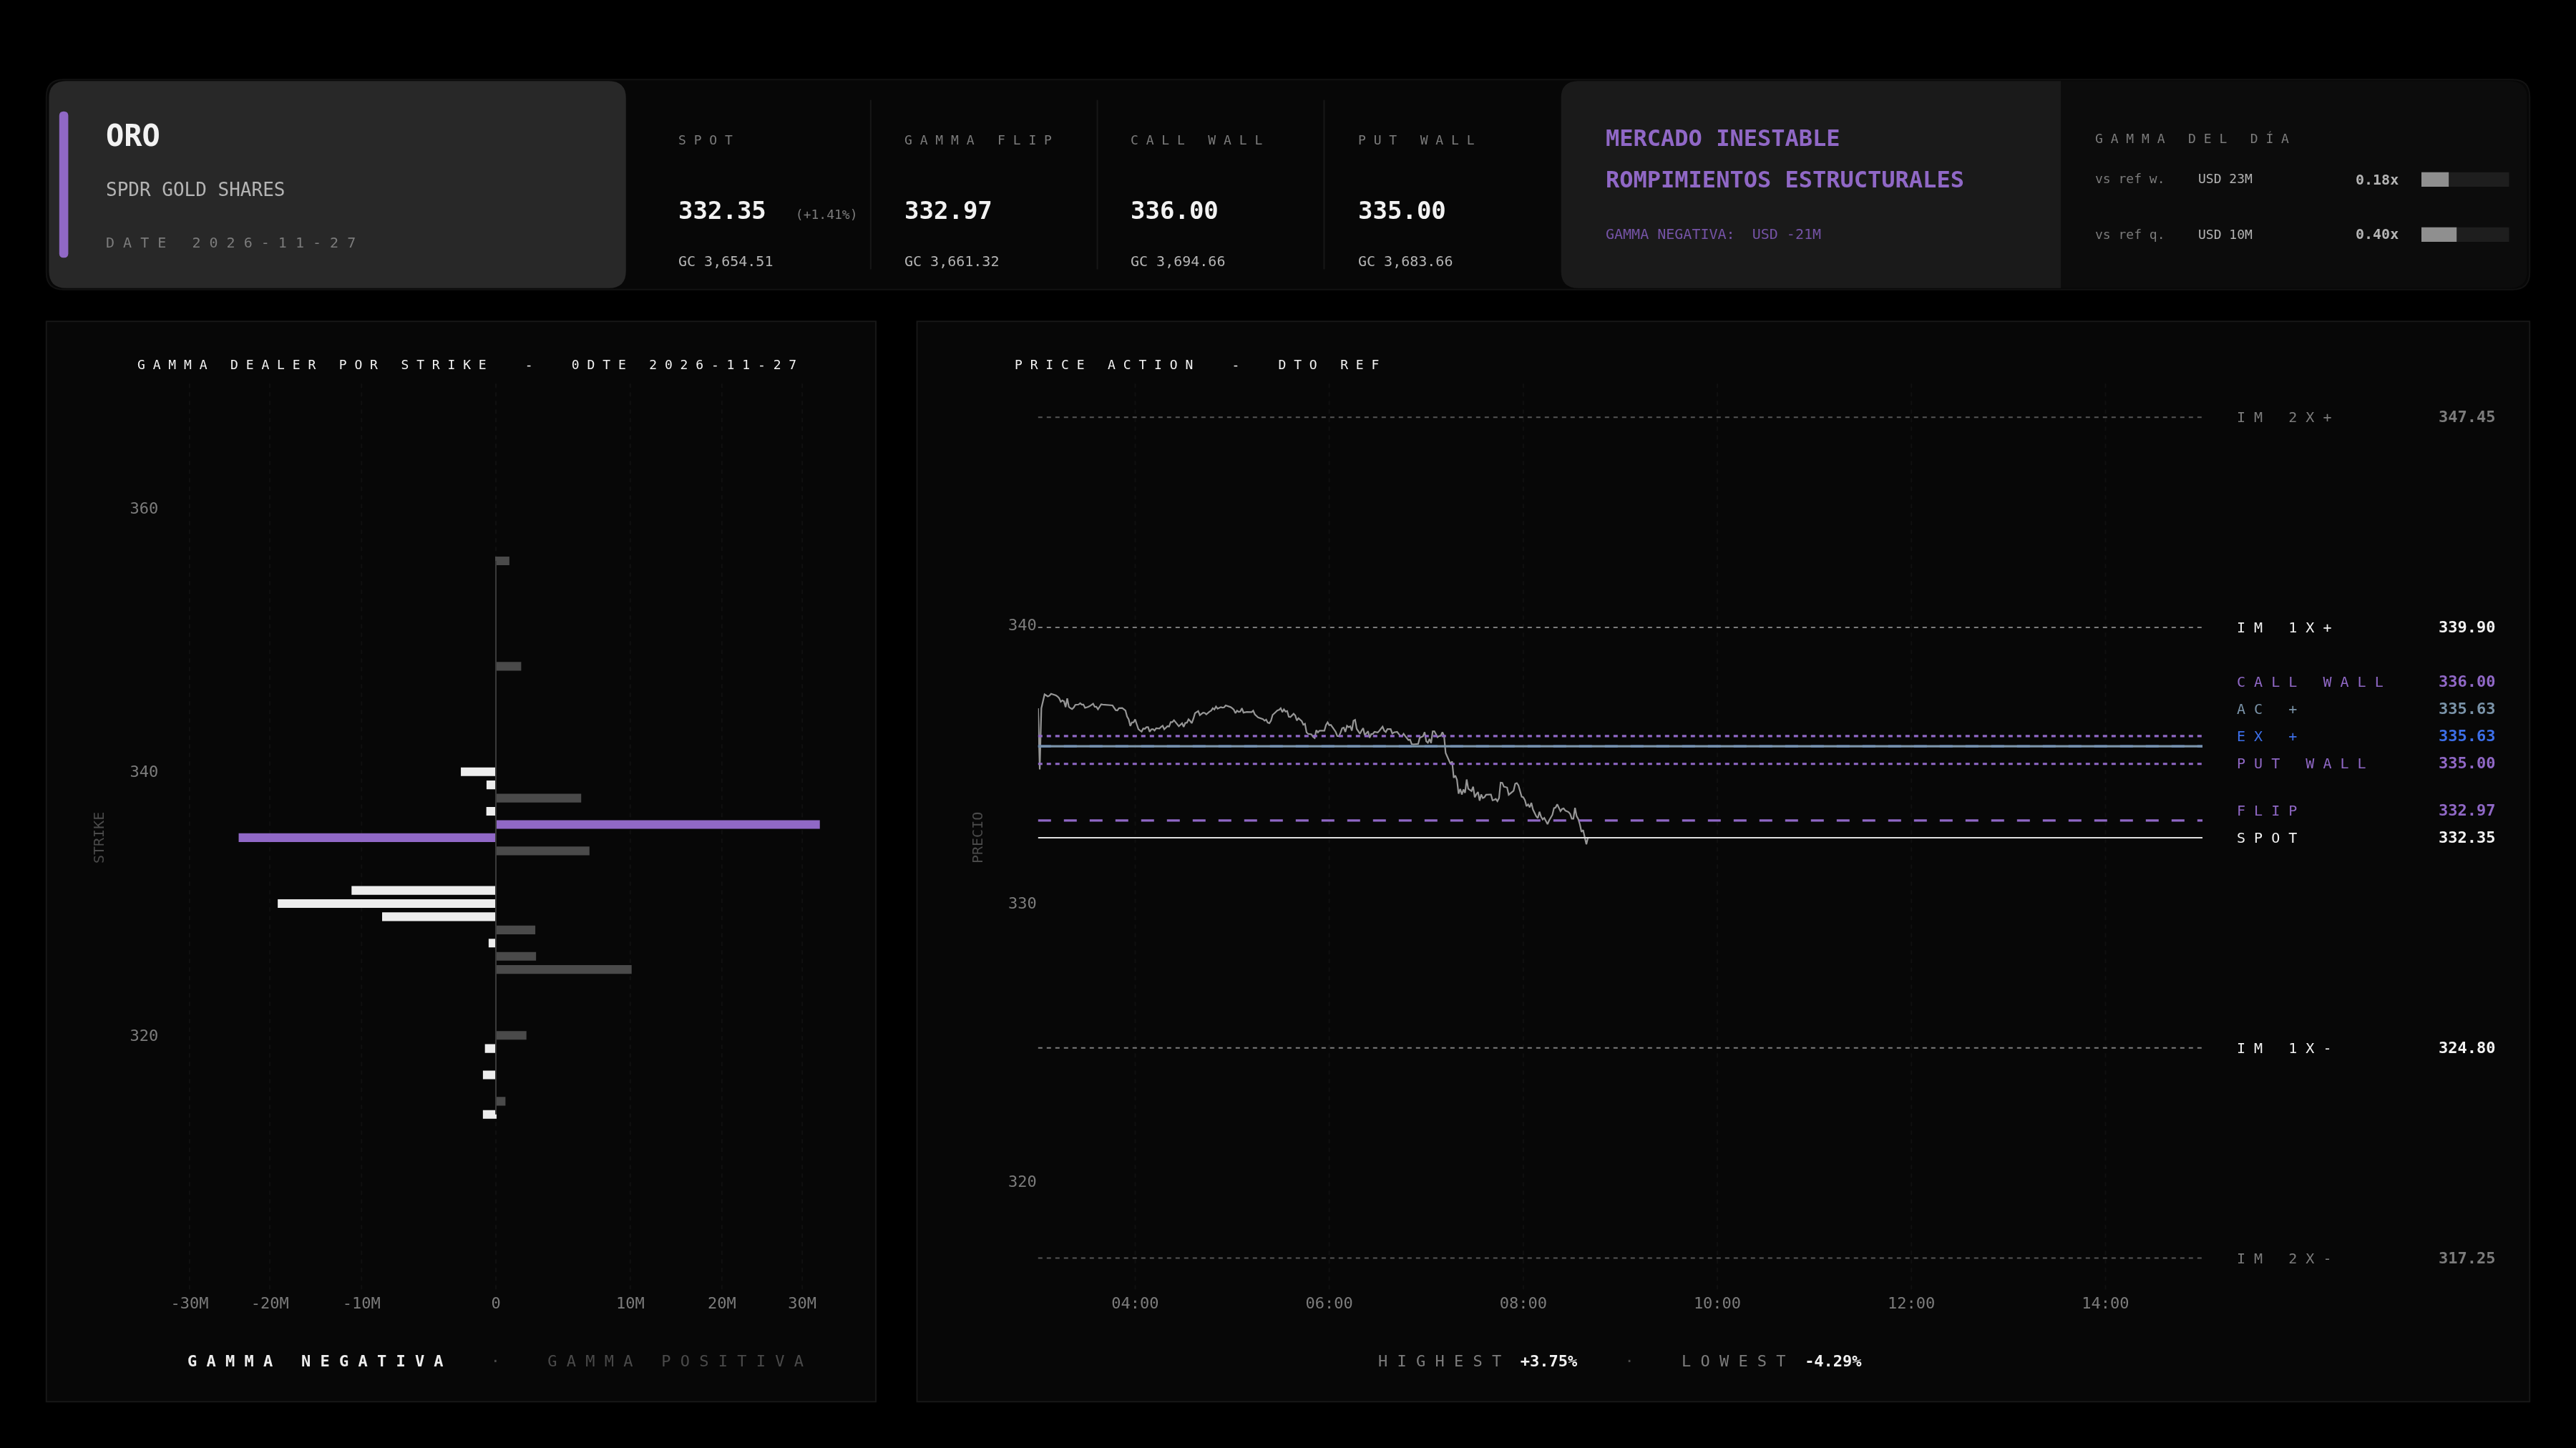 ORO
SPDR GOLD SHARES
DATE 2026-11-27
SPOT
332.35 (+1.41%)
GC 3,654.51
GAMMA FLIP
332.97
GC 3,661.32
CALL WALL
336.00
GC 3,694.66
PUT WALL
335.00
GC 3,683.66
MERCADO INESTABLE
ROMPIMIENTOS ESTRUCTURALES
GAMMA NEGATIVA: USD -21M
GAMMA DEL DÍA
vs ref w. USD 23M 0.18x
vs ref q. USD 10M 0.40x
GAMMA DEALER POR STRIKE - 0DTE 2026-11-27
STRIKE
360
340
320
-30M -20M -10M 0 10M 20M 30M
GAMMA NEGATIVA · GAMMA POSITIVA
PRICE ACTION - DTO REF
PRECIO
340
330
320
IM 2X+ 347.45
IM 1X+ 339.90
CALL WALL 336.00
AC + 335.63
EX + 335.63
PUT WALL 335.00
FLIP 332.97
SPOT 332.35
IM 1X- 324.80
IM 2X- 317.25
04:00 06:00 08:00 10:00 12:00 14:00
HIGHEST +3.75% · LOWEST -4.29%